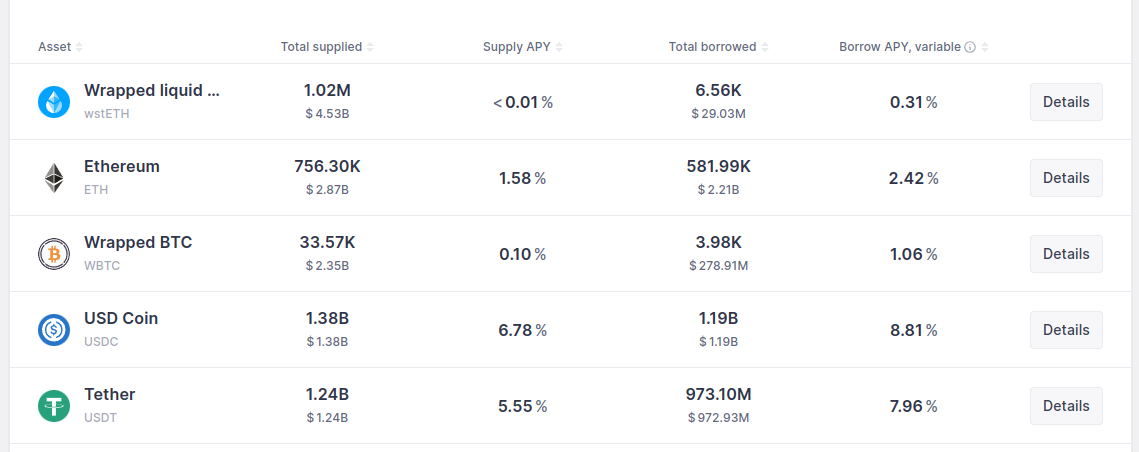 Asset Total supplied Supply APY Total borrowed Borrow APY, variable
Wrapped liquid ... 1.02M <0.01% 6.56K 0.31% Details
wstETH $4.53B $29.03M
Ethereum 756.30K 1.58% 581.99K 2.42% Details
ETH $2.87B $2.21B
Wrapped BTC 33.57K 0.10% 3.98K 1.06% Details
WBTC $2.35B $278.91M
USD Coin 1.38B 6.78% 1.19B 8.81% Details
USDC $1.38B $1.19B
Tether 1.24B 5.55% 973.10M 7.96% Details
USDT $1.24B $972.93M